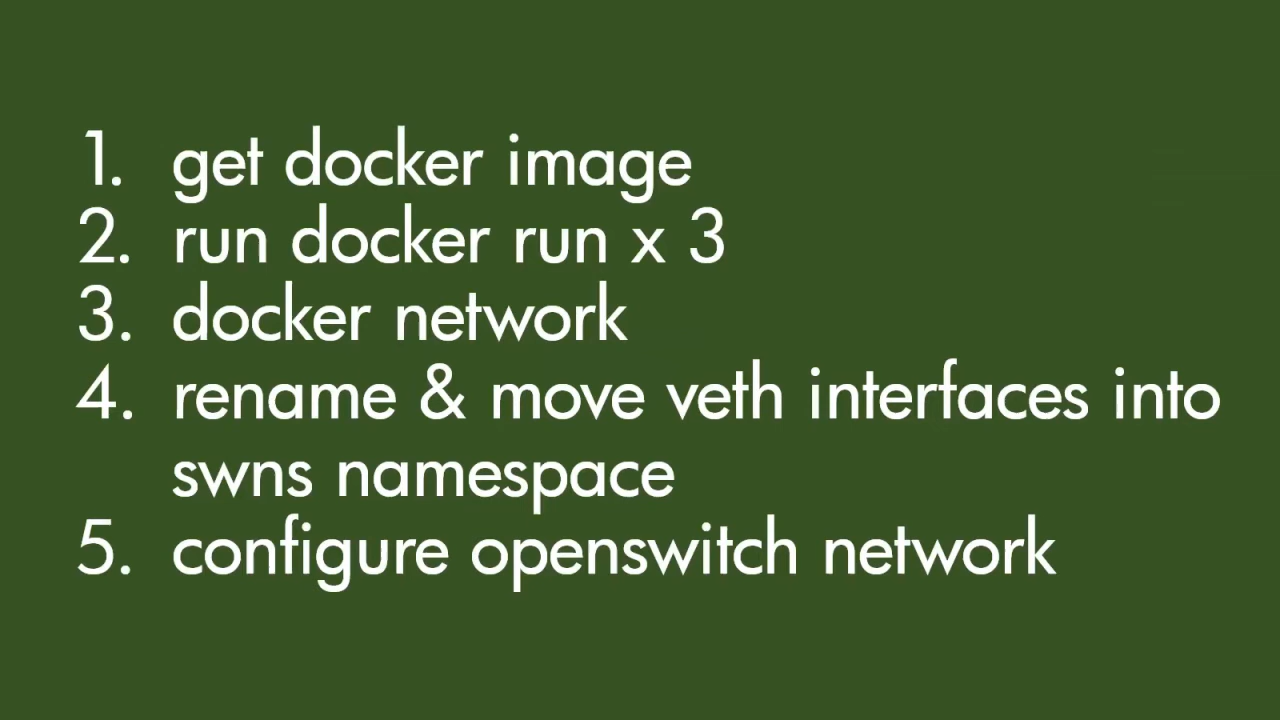 1. get docker image
2. run docker run x 3
3. docker network
4. rename & move veth interfaces into
swns namespace
5. configure openswitch network